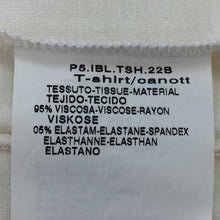 P5.IBL.TSH.22B
T-shirt/canott
TESSUTO-TISSUE-MATERIAL
TEJIDO-TECIDO
95% VISCOSA-VISCOSE-RAYON
VISKOSE
05% ELASTAM-ELASTANE-SPANDEX
ELASTHANNE-ELASTHAN
ELASTANO